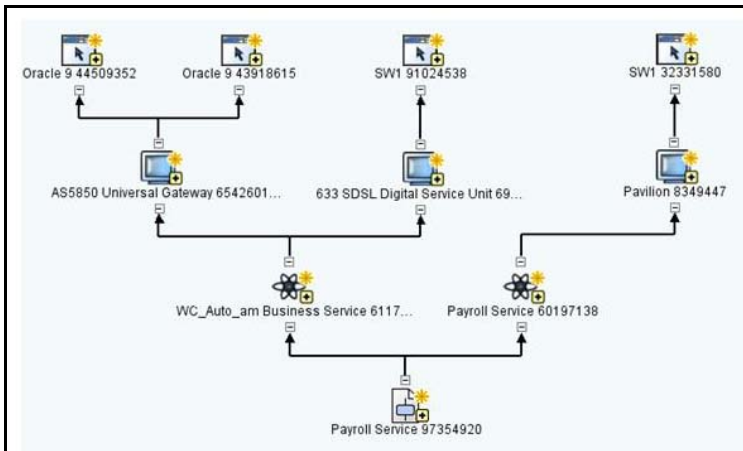 Oracle 9 44509352
Oracle 9 43918615
SW1 91024538
SW1 32331580
AS5850 Universal Gateway 6542601...
633 SDSL Digital Service Unit 69...
Pavilion 8349447
WC_Auto_am Business Service 6117...
Payroll Service 60197138
Payroll Service 97354920